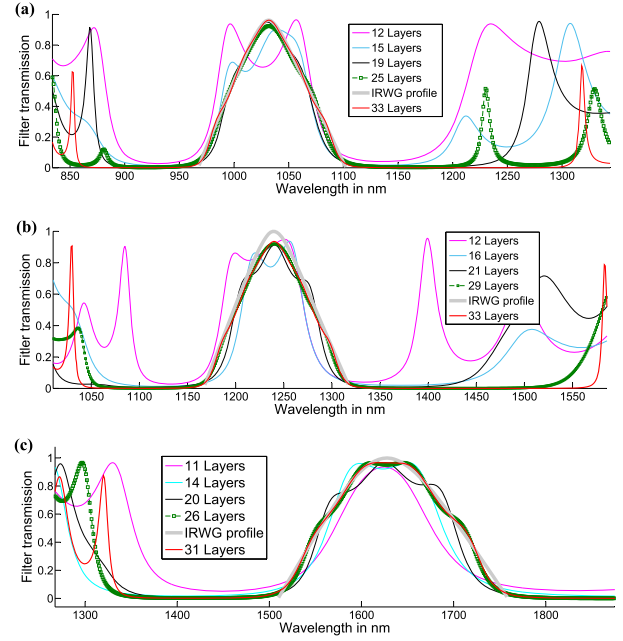 (a)
Filter transmission
1
0.8
0.6
0.4
0.2
0
850 900 950 1000 1050 1100 1150 1200 1250 1300
Wavelength in nm
12 Layers
15 Layers
19 Layers
25 Layers
IRWG profile
33 Layers
(b)
Fitler transmission
1
0.8
0.6
0.4
0.2
0
1050 1100 1150 1200 1250 1300 1350 1400 1450 1500 1550
Wavelength in nm
12 Layers
16 Layers
21 Layers
29 Layers
IRWG profile
33 Layers
(c)
Filter transmission
1
0.8
0.6
0.4
0.2
0
1300 1400 1500 1600 1700 1800
Wavelength in nm
11 Layers
14 Layers
20 Layers
26 Layers
IRWG profile
31 Layers